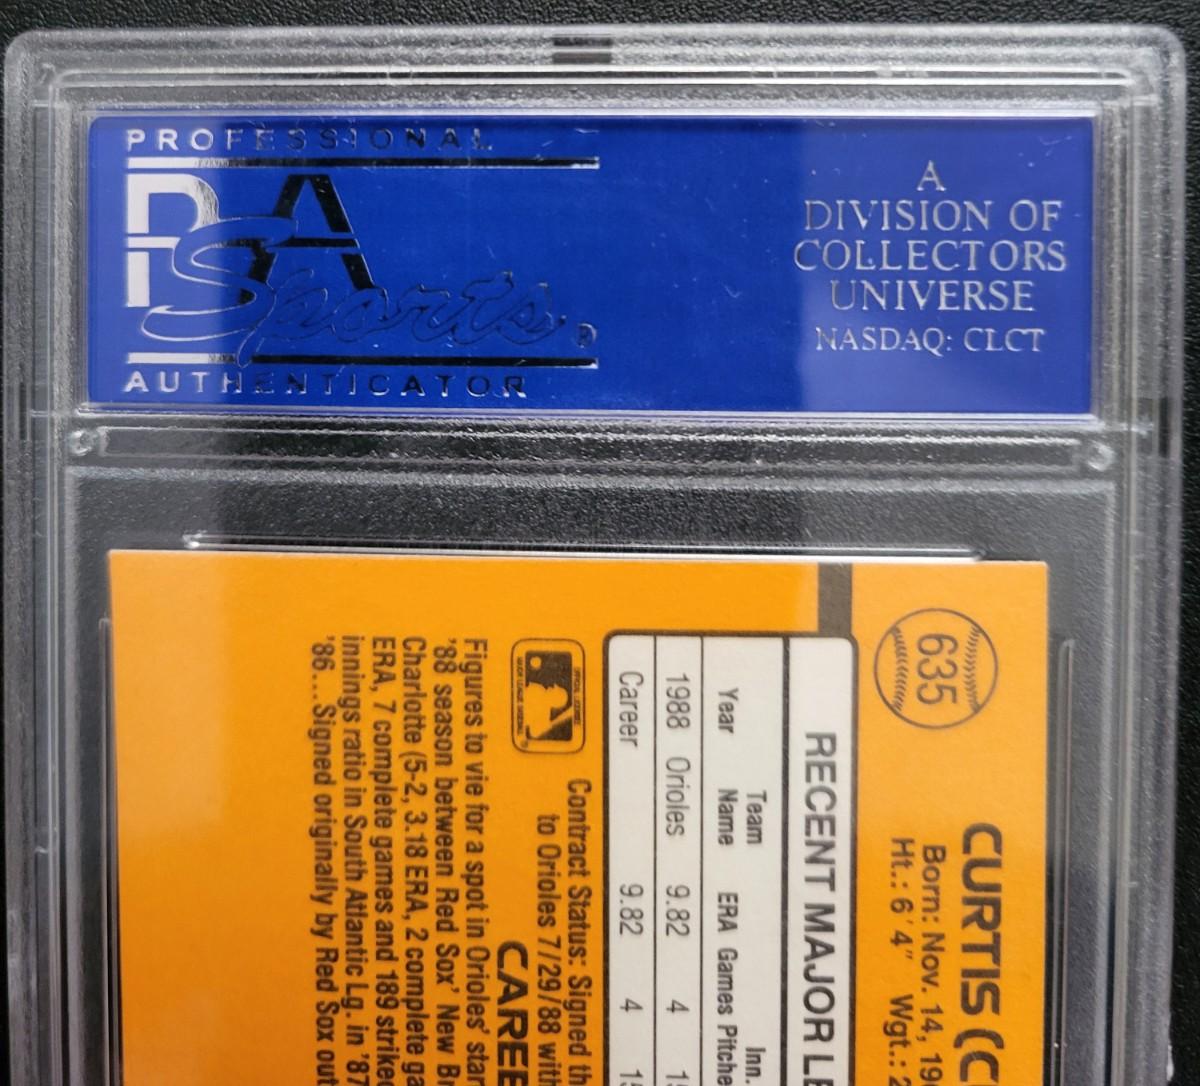 PROFESSIONAL
PSA
Sports®
AUTHENTICATOR
A
DIVISION OF
COLLECTORS
UNIVERSE
NASDAQ: CLCT
635
CURTIS
Born: Nov. 14,
Ht.: 6'4" Wgt.:
RECENT MAJOR
Year Team Name ERA Games Inn.
1988 Orioles 9.82 4
Career 9.82 4
Contract Status: Signed
to Orioles 7/29/88
Figures to vie for a spot in Orioles'
'88 season between Red Sox' New
Charlotte (5-2, 3.18 ERA, 2 complete
ERA, 7 complete games and 189
innings ratio in South Atlantic Lg. in '87
'86...Signed originally by Red Sox